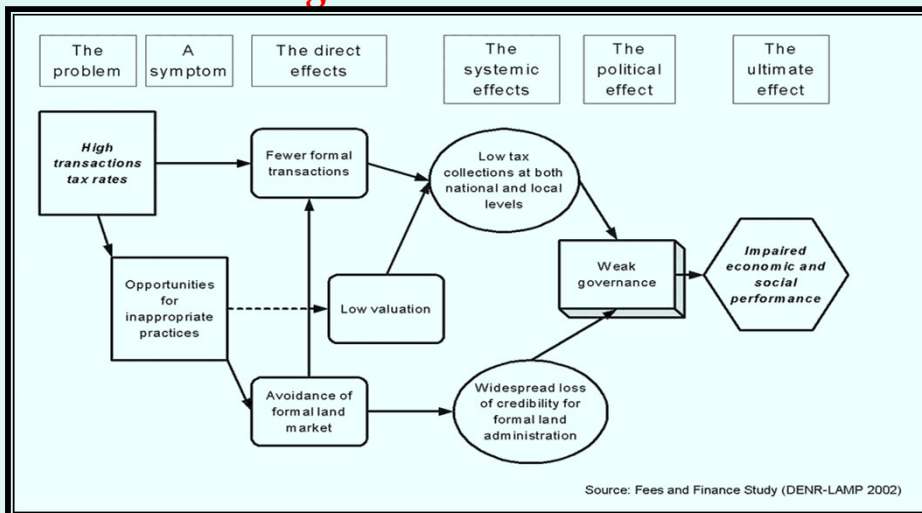 The
problem
A
symptom
The direct
effects
The
systemic
effects
The
political
effect
The
ultimate
effect
High
transactions
tax rates
Fewer formal
transactions
Low tax
collections at both
national and local
levels
Opportunities
for
inappropriate
practices
Low valuation
Weak
governance
Impaired
economic and
social
performance
Avoidance of
formal land
market
Widespread loss
of credibility for
formal land
administration
Source: Fees and Finance Study (DENR-LAMP 2002)